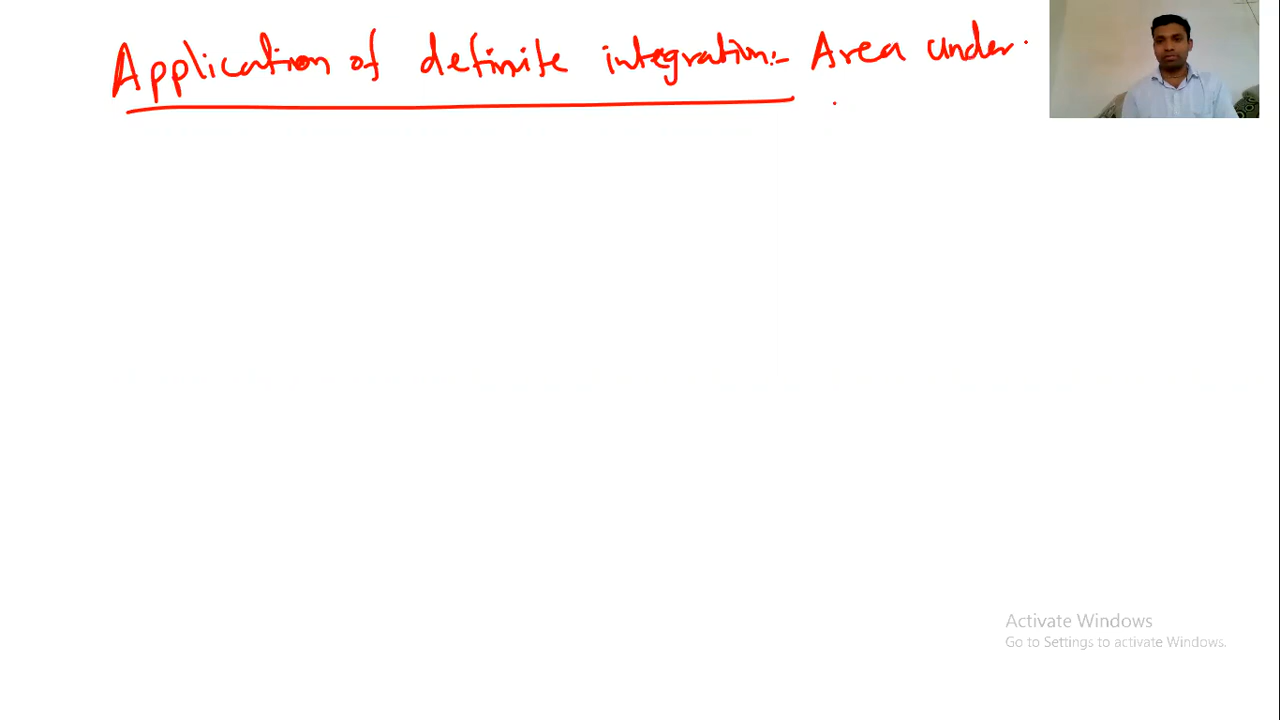 Application of definite integration:- Area under
Activate Windows
Go to Settings to activate Windows.